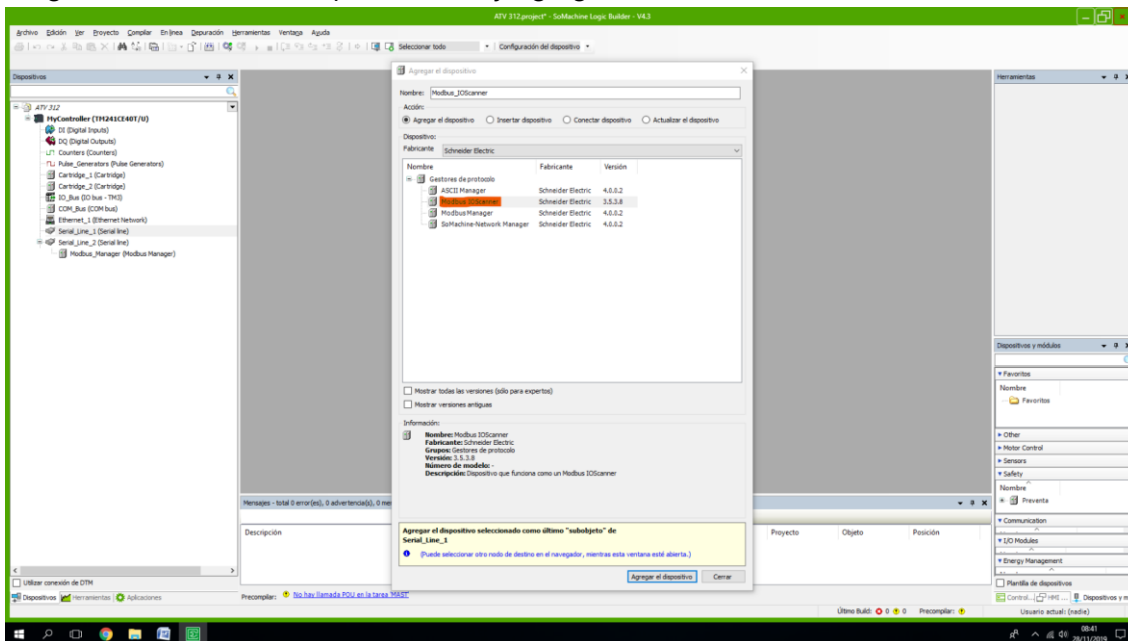 ATV 312.project* - SoMachine Logic Builder - V4.3
Archivo Edición Ver Proyecto Compilar En línea Depuración Herramientas Ventana Ayuda
Seleccionar todo
Configuración del dispositivo
Dispositivos
ATV 312
MyController (TM241CE40T/U)
DI (Digital Inputs)
DQ (Digital Outputs)
Counters (Counters)
Pulse_Generators (Pulse Generators)
Cartridge_1 (Cartridge)
Cartridge_2 (Cartridge)
IO_Bus (IO bus - TM3)
COM_Bus (COM bus)
Ethernet_1 (Ethernet Network)
Serial_Line_1 (Serial line)
Serial_Line_2 (Serial line)
Modbus_Manager (Modbus Manager)
Utilizar conexión de DTM
Dispositivos Herramientas Aplicaciones
Agregar el dispositivo
Nombre: Modbus_IOScanner
Acción:
Agregar el dispositivo Insertar dispositivo Conectar dispositivo Actualizar el dispositivo
Dispositivo:
Fabricante Schneider Electric
Nombre Fabricante Versión
Gestores de protocolo
ASCII Manager Schneider Electric 4.0.0.2
Modbus IOScanner Schneider Electric 3.5.3.8
Modbus Manager Schneider Electric 4.0.0.2
SoMachine-Network Manager Schneider Electric 4.0.0.2
Mostrar todas las versiones (sólo para expertos)
Mostrar versiones antiguas
Información:
Nombre: Modbus IOScanner
Fabricante: Schneider Electric
Grupos: Gestores de protocolo
Versión: 3.5.3.8
Número de modelo: -
Descripción: Dispositivo que funciona como un Modbus IOScanner
Agregar el dispositivo seleccionado como último "subobjeto" de
Serial_Line_1
(Puede seleccionar otro nodo de destino en el navegador, mientras esta ventana esté abierta.)
Agregar el dispositivo Cerrar
Mensajes - total 0 error(es), 0 advertencia(s), 0
Descripción Proyecto Objeto Posición
Precompilar: No hay llamada POU en la tarea 'MAST'
Herramientas
Dispositivos y módulos
Favoritos
Nombre
Favoritos
Other
Motor Control
Sensors
Safety
Nombre
Preventa
Communication
I/O Modules
Energy Management
Plantilla de dispositivos
Control... HMI ... Dispositivos y m
Último Build: 0 0 Precompilar:
Usuario actual: (nadie)
08:41
28/11/2019